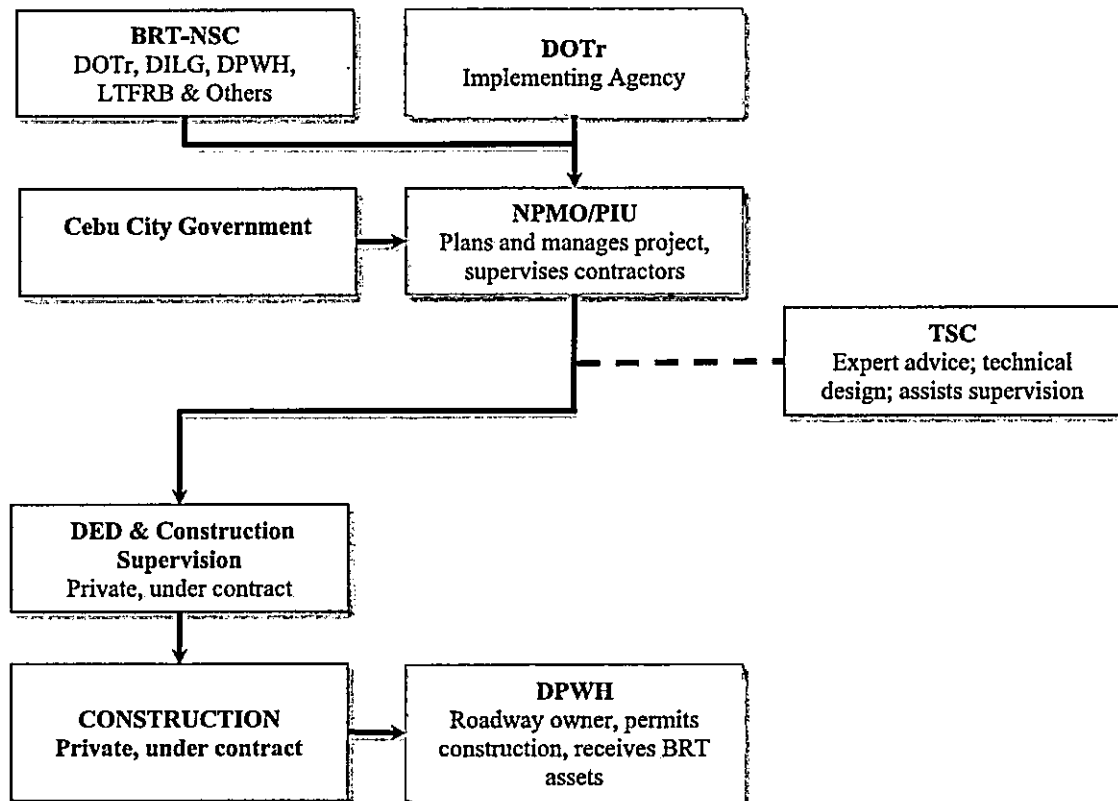 BRT-NSC
DOTr, DILG, DPWH,
LTFRB & Others
DOTr
Implementing Agency
Cebu City Government
NPMO/PIU
Plans and manages project,
supervises contractors
TSC
Expert advice; technical
design; assists supervision
DED & Construction
Supervision
Private, under contract
CONSTRUCTION
Private, under contract
DPWH
Roadway owner, permits
construction, receives BRT
assets